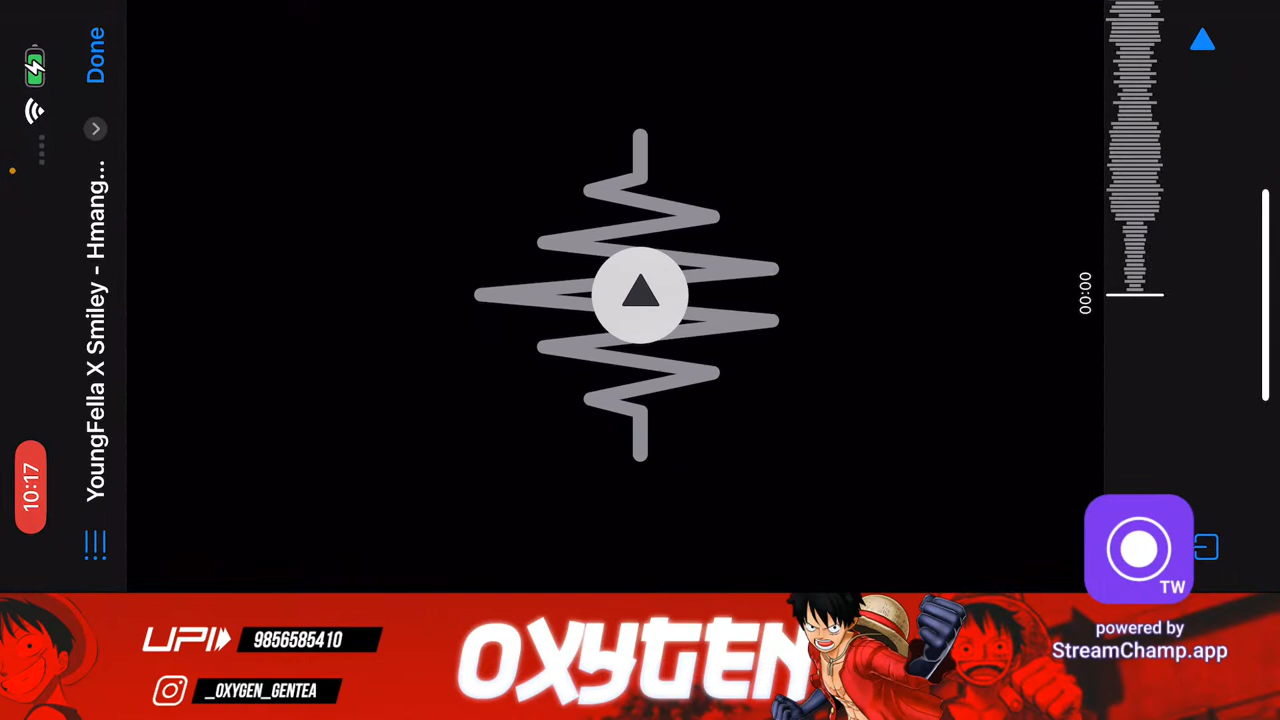 10:17
Done
YoungFella X Smiley - Hmang...
00:00
TW
powered by
StreamChamp.app
UPI
9856585410
_OXYGEN_GENTEA
OXYGEN